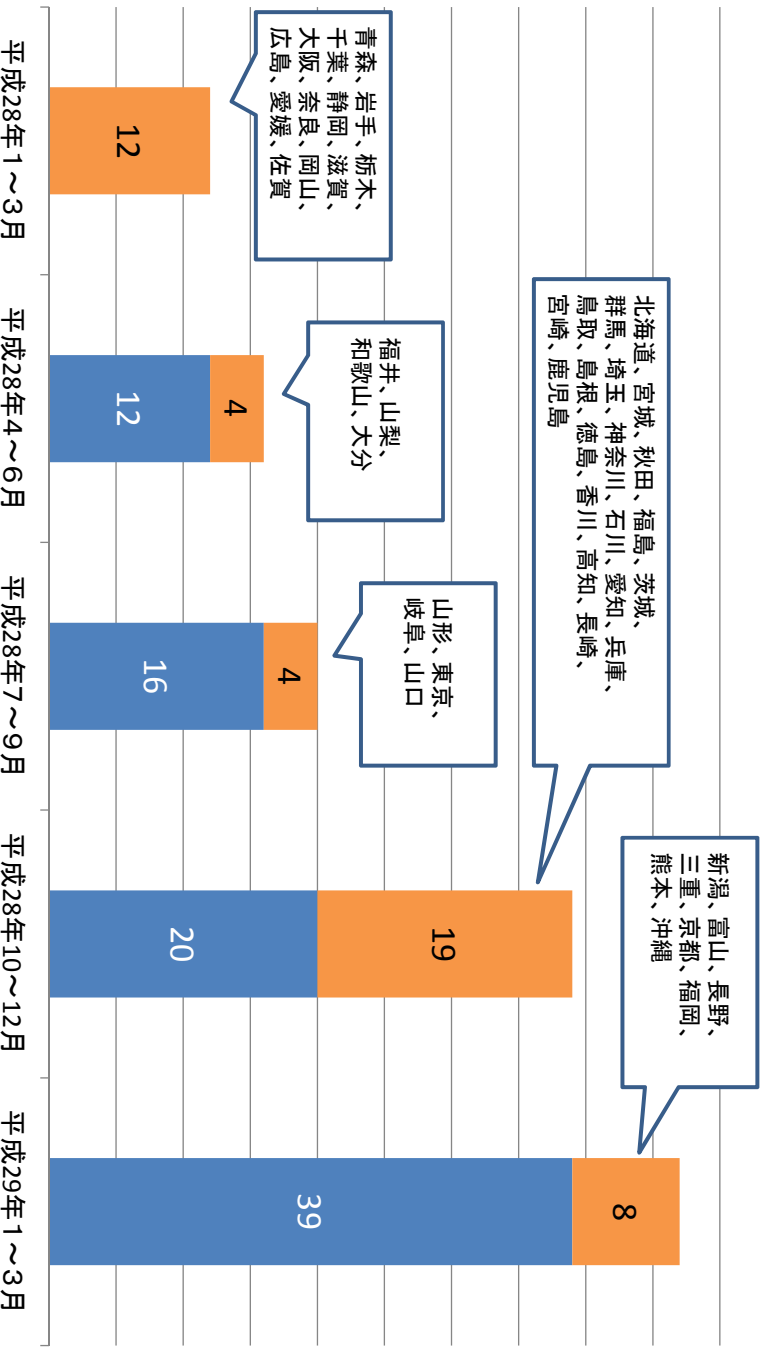 青森、岩手、栃木、
千葉、静岡、滋賀、
大阪、奈良、岡山、
広島、愛媛、佐賀
福井、山梨、
和歌山、大分
山形、東京、
岐阜、山口
北海道、宮城、秋田、福島、茨城、
群馬、埼玉、神奈川、石川、愛知、兵庫、
鳥取、島根、徳島、香川、高知、長崎、
宮崎、鹿児島
新潟、富山、長野、
三重、京都、福岡、
熊本、沖縄
12
4
12
4
16
19
20
8
39
平成28年1～3月
平成28年4～6月
平成28年7～9月
平成28年10～12月
平成29年1～3月